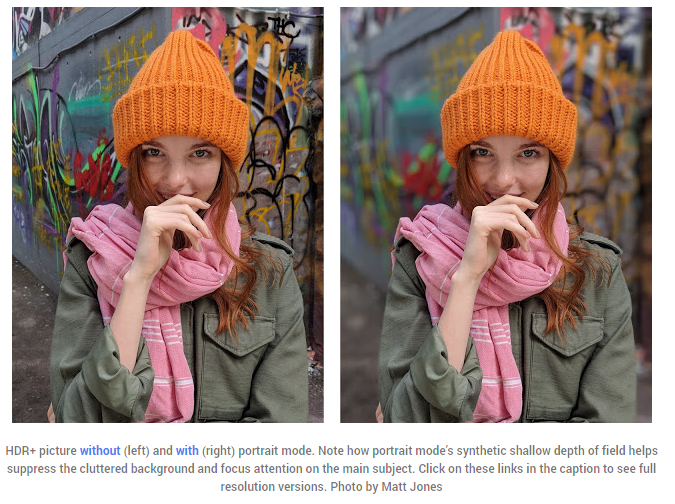 THC
HDR+ picture without (left) and with (right) portrait mode. Note how portrait mode's synthetic shallow depth of field helps
suppress the cluttered background and focus attention on the main subject. Click on these links in the caption to see full
resolution versions. Photo by Matt Jones